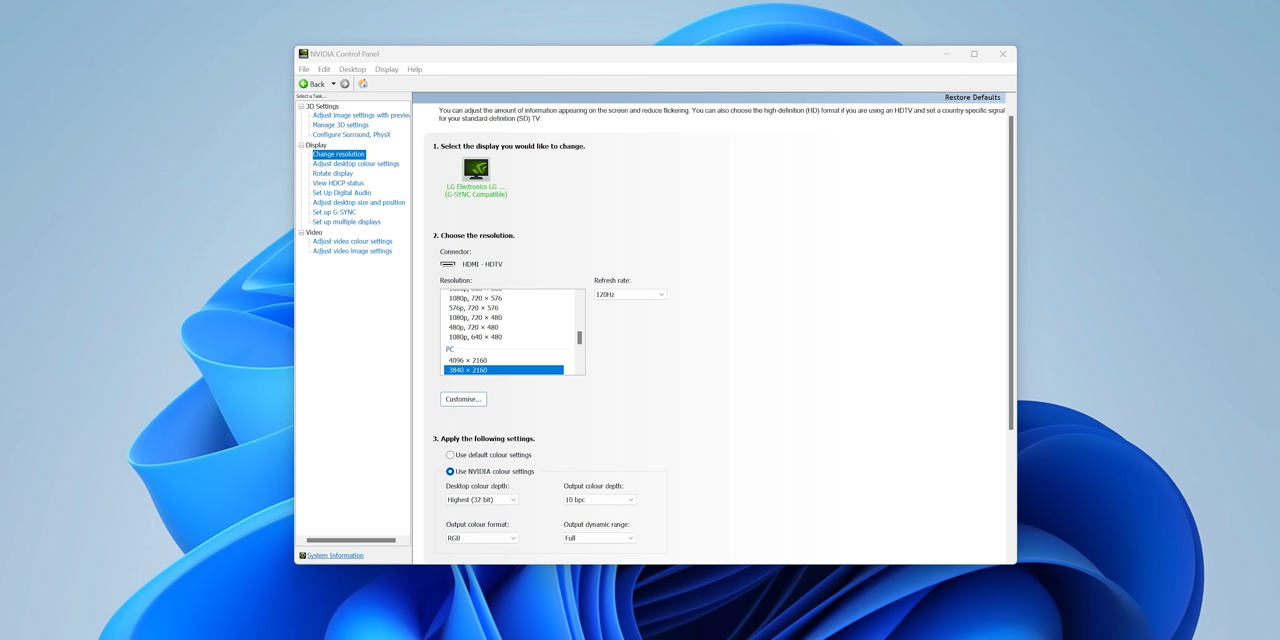 NVIDIA Control Panel
File Edit Desktop Display Help
Back
Select a Task...
3D Settings
Adjust image settings with preview
Manage 3D settings
Configure Surround, PhysX
Display
Change resolution
Adjust desktop colour settings
Rotate display
View HDCP status
Set Up Digital Audio
Adjust desktop size and position
Set up G-SYNC
Set up multiple displays
Video
Adjust video colour settings
Adjust video image settings
System Information
Restore Defaults
You can adjust the amount of information appearing on the screen and reduce flickering. You can also choose the high-definition (HD) format if you are using an HDTV and set a country-specific signal
for your standard-definition (SD) TV.
1. Select the display you would like to change.
LG Electronics LG ...
(G-SYNC Compatible)
2. Choose the resolution.
Connector:
HDMI - HDTV
Resolution:
1080p, 720 × 576
576p, 720 × 576
1080p, 720 × 480
480p, 720 × 480
1080p, 640 × 480
PC
4096 × 2160
3840 × 2160
Refresh rate:
120Hz
Customise...
3. Apply the following settings.
Use default colour settings
Use NVIDIA colour settings
Desktop colour depth: Output colour depth:
Highest (32-bit) 10 bpc
Output colour format: Output dynamic range:
RGB Full